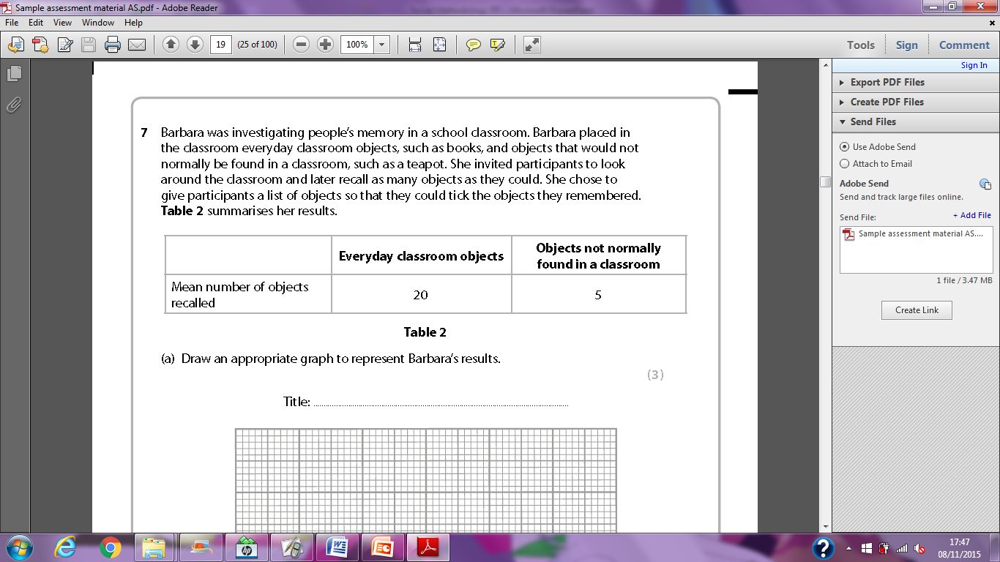 Sample assessment material AS.pdf - Adobe Reader
File Edit View Window Help
19 (25 of 100) 100% Tools Sign Comment
Sign In
Export PDF Files
Create PDF Files
Send Files
Use Adobe Send
Attach to Email
Adobe Send
Send and track large files online.
Send File: + Add File
Sample assessment material AS....
1 file / 3.47 MB
Create Link
7 Barbara was investigating people's memory in a school classroom. Barbara placed in
the classroom everyday classroom objects, such as books, and objects that would not
normally be found in a classroom, such as a teapot. She invited participants to look
around the classroom and later recall as many objects as they could. She chose to
give participants a list of objects so that they could tick the objects they remembered.
Table 2 summarises her results.
Everyday classroom objects
Objects not normally
found in a classroom
Mean number of objects
recalled
20 5
Table 2
(a) Draw an appropriate graph to represent Barbara's results.
(3)
Title: ....................................................................................................
17:47
08/11/2015